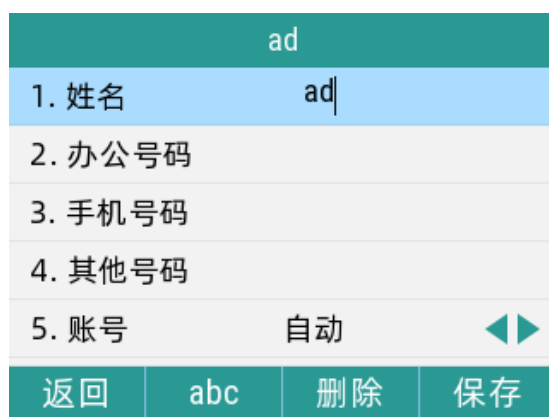 ad
1. 姓名 ad
2. 办公号码
3. 手机号码
4. 其他号码
5. 账号 自动
返回 abc 删除 保存